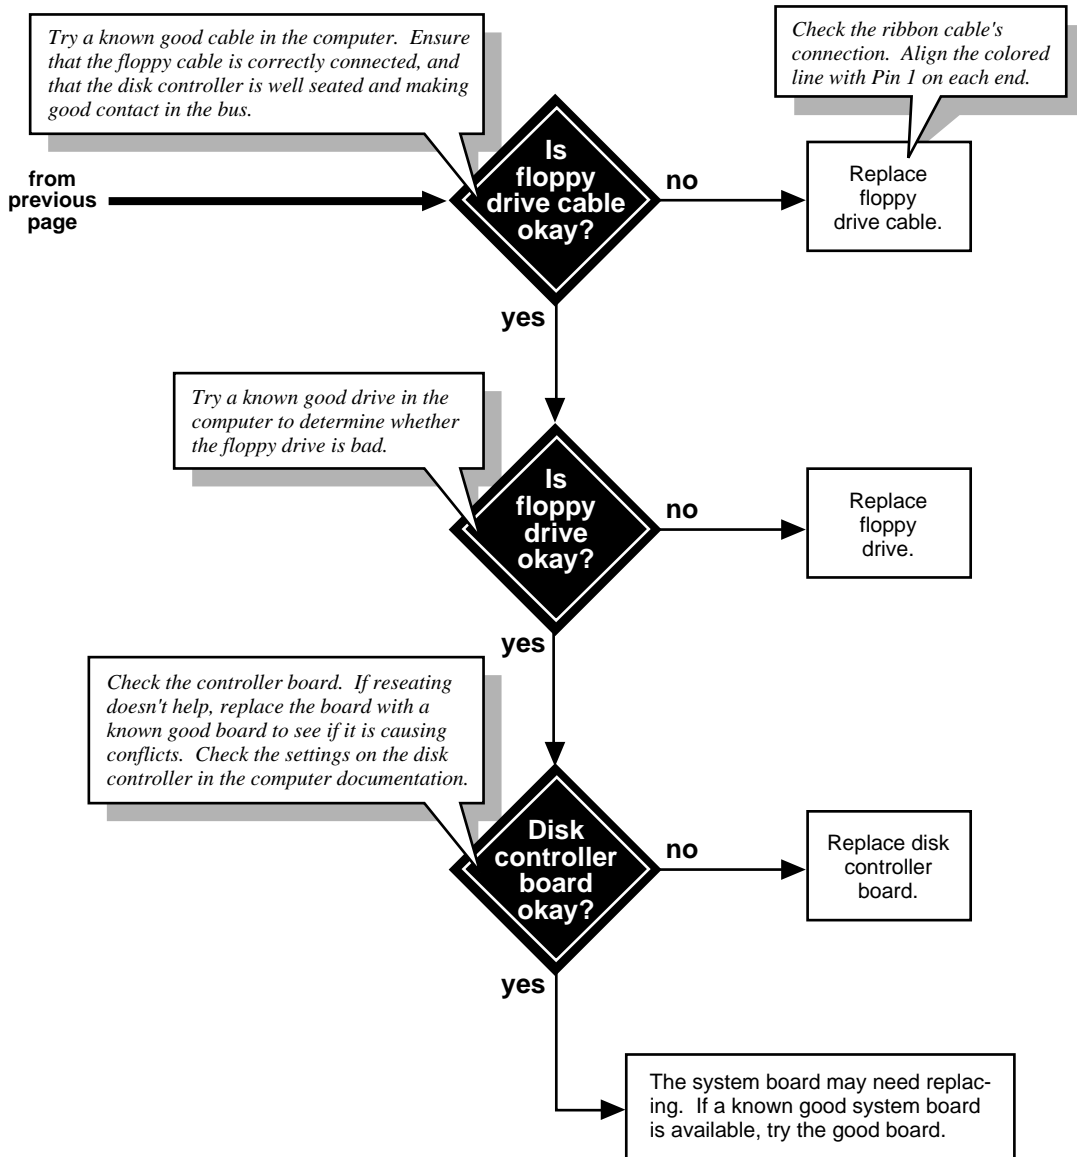 Try a known good cable in the computer.  Ensure
that the floppy cable is correctly connected, and
that the disk controller is well seated and making
good contact in the bus.
Check the ribbon cable's
connection.  Align the colored
line with Pin 1 on each end.
from
previous
page
Is
floppy
drive cable
okay?
no
Replace
floppy
drive cable.
yes
Try a known good drive in the
computer to determine whether
the floppy drive is bad.
Is
floppy
drive
okay?
no
Replace
floppy
drive.
yes
Check the controller board.  If reseating
doesn't help, replace the board with a
known good board to see if it is causing
conflicts.  Check the settings on the disk
controller in the computer documentation.
Disk
controller
board
okay?
no
Replace disk
controller
board.
yes
The system board may need replac-
ing.  If a known good system board
is available, try the good board.